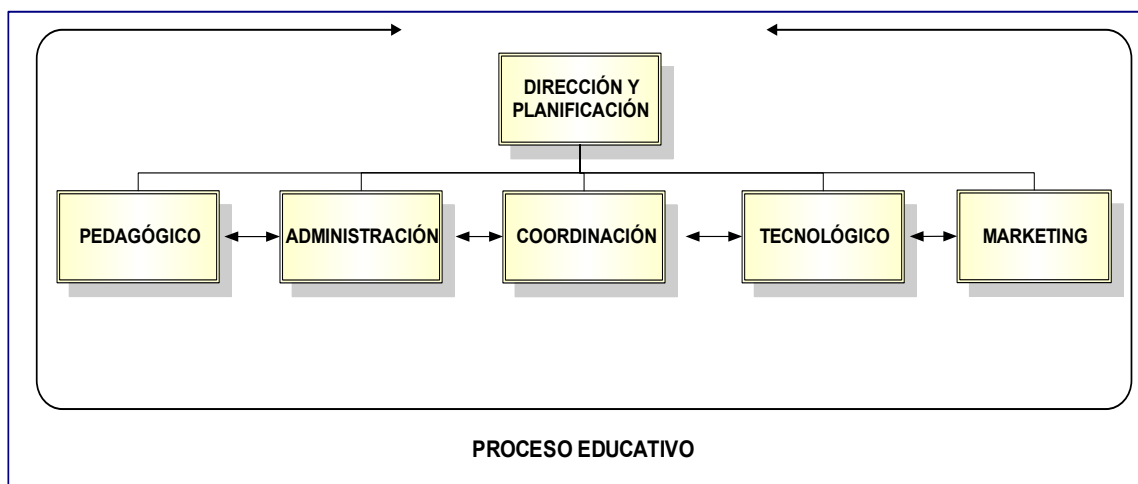 DIRECCIÓN Y
PLANIFICACIÓN
PEDAGÓGICO
ADMINISTRACIÓN
COORDINACIÓN
TECNOLÓGICO
MARKETING
PROCESO EDUCATIVO